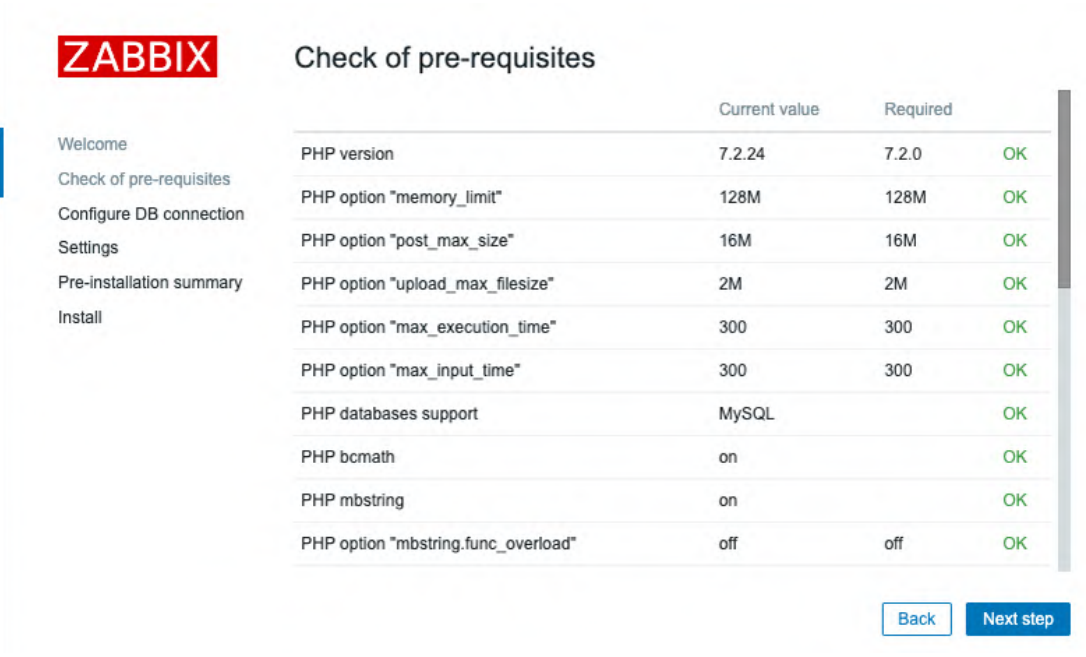 ZABBIX
Check of pre-requisites
Welcome
Check of pre-requisites
Configure DB connection
Settings
Pre-installation summary
Install
Current value Required
PHP version 7.2.24 7.2.0 OK
PHP option "memory_limit" 128M 128M OK
PHP option "post_max_size" 16M 16M OK
PHP option "upload_max_filesize" 2M 2M OK
PHP option "max_execution_time" 300 300 OK
PHP option "max_input_time" 300 300 OK
PHP databases support MySQL OK
PHP bcmath on OK
PHP mbstring on OK
PHP option "mbstring.func_overload" off off OK
Back Next step